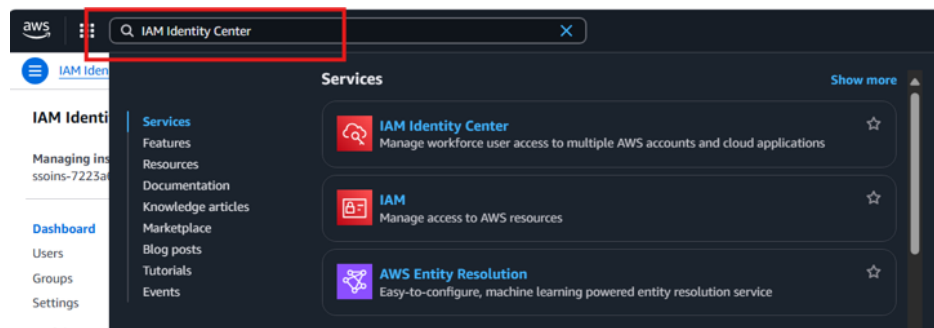 aws
IAM Identity Center
IAM Iden
IAM Identi
Managing ins
ssoins-7223a
Dashboard
Users
Groups
Settings
Services
Features
Resources
Documentation
Knowledge articles
Marketplace
Blog posts
Tutorials
Events
Services
Show more
IAM Identity Center
Manage workforce user access to multiple AWS accounts and cloud applications
IAM
Manage access to AWS resources
AWS Entity Resolution
Easy-to-configure, machine learning powered entity resolution service